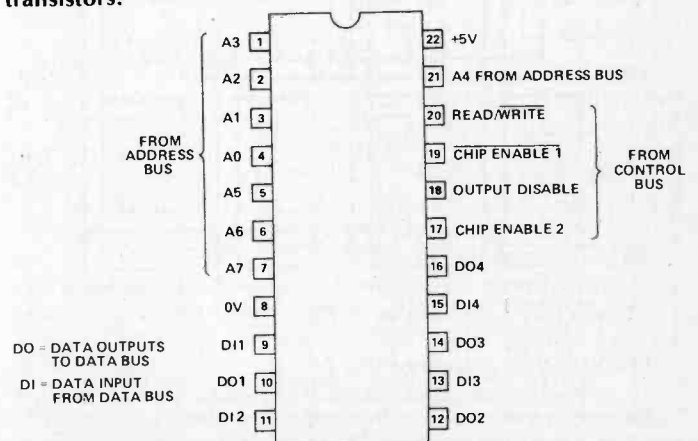 transistors.
A3 1
A2 2
A1 3
A0 4
A5 5
A6 6
A7 7
0V 8
DI1 9
DO1 10
DI2 11
FROM
ADDRESS
BUS
DO = DATA OUTPUTS
TO DATA BUS
DI = DATA INPUT
FROM DATA BUS
22 +5V
21 A4 FROM ADDRESS BUS
20 READ/WRITE
19 CHIP ENABLE 1
18 OUTPUT DISABLE
17 CHIP ENABLE 2
16 DO4
15 DI4
14 DO3
13 DI3
12 DO2
FROM
CONTROL
BUS